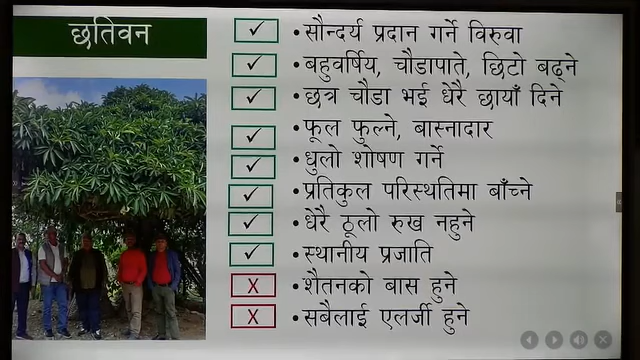 छतिवन
✓ • सौन्दर्य प्रदान गर्ने विरुवा
✓ • बहुवर्षिय, चौडापाते, छिटो बढ्ने
✓ • छत्र चौडा भई धेरै छायाँ दिने
✓ • फूल फुल्ने, बास्नादार
✓ • धुलो शोषण गर्ने
✓ • प्रतिकुल परिस्थतिमा बाँच्ने
✓ • धेरै ठूलो रुख नहुने
✓ • स्थानीय प्रजाति
X • शैतनको बास हुने
X • सबैलाई एलर्जी हुने